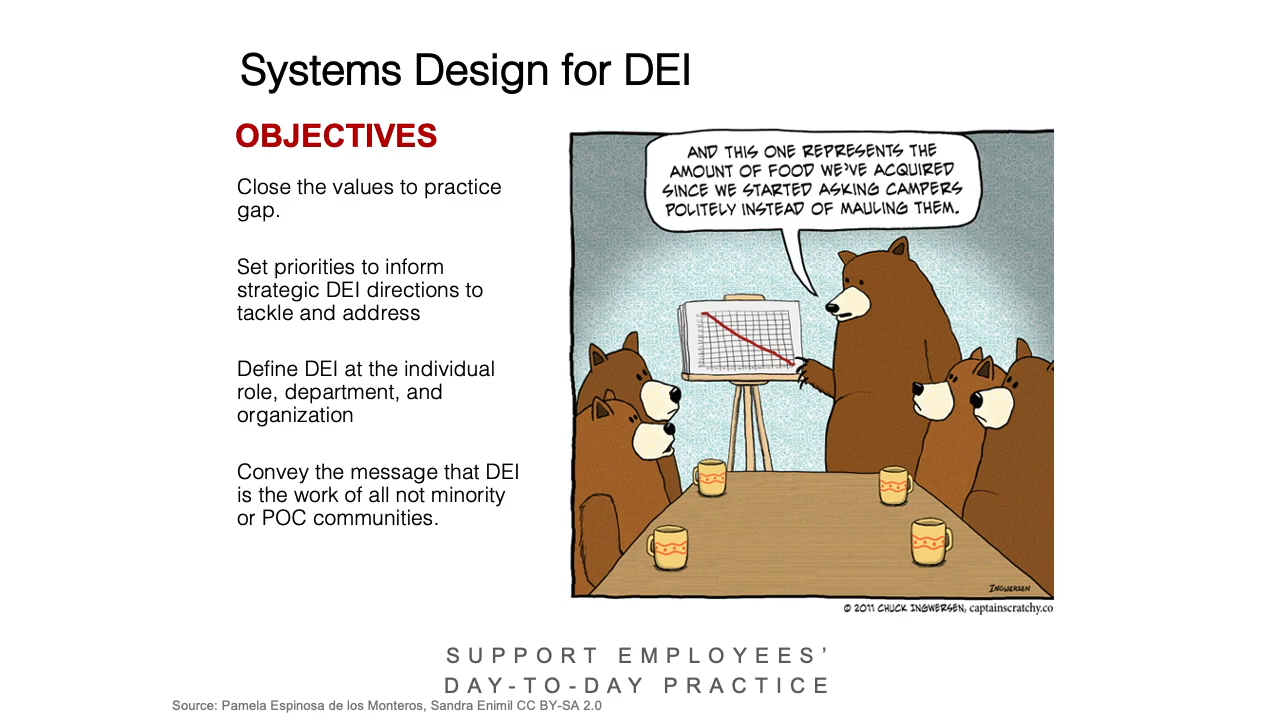 Systems Design for DEI
OBJECTIVES
Close the values to practice
gap.
Set priorities to inform
strategic DEI directions to
tackle and address
Define DEI at the individual
role, department, and
organization
Convey the message that DEI
is the work of all not minority
or POC communities.
AND THIS ONE REPRESENTS THE
AMOUNT OF FOOD WE'VE ACQUIRED
SINCE WE STARTED ASKING CAMPERS
POLITELY INSTEAD OF MAULING THEM.
INGWERSEN
© 2011 CHUCK INGWERSEN, captainscratchy.co
SUPPORT EMPLOYEES’
DAY-TO-DAY PRACTICE
Source: Pamela Espinosa de los Monteros, Sandra Enimil CC BY-SA 2.0